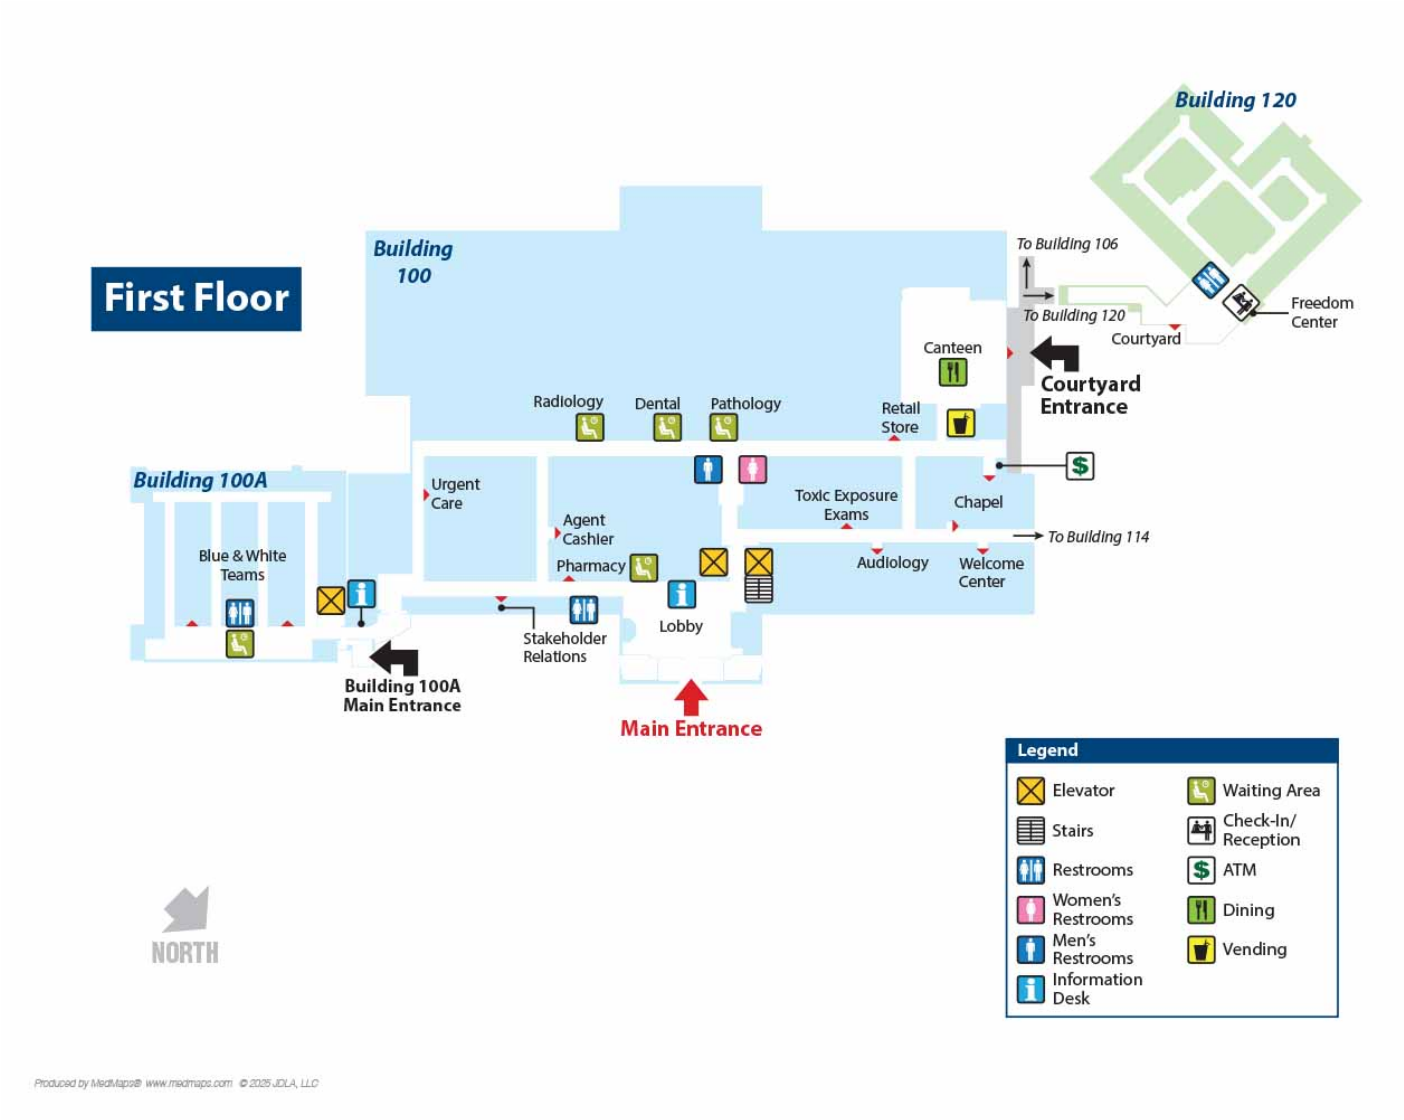 Building 120
To Building 106
Building
100
First Floor
To Building 120
Freedom
Center
Courtyard
Canteen
Courtyard
Entrance
Radiology
Dental
Pathology
Retail
Store
$
Building 100A
Urgent
Care
Toxic Exposure
Exams
Chapel
Agent
Cashier
To Building 114
Blue & White
Teams
Pharmacy
Audiology
Welcome
Center
i
i
Lobby
Stakeholder
Relations
Building 100A
Main Entrance
Main Entrance
Legend
Elevator
Stairs
Restrooms
Women's
Restrooms
Men's
Restrooms
i
Information
Desk
Waiting Area
Check-In/
Reception
$
ATM
Dining
Vending
NORTH
Produced by MedMaps® www.medmaps.com © 2025 JDLA, LLC